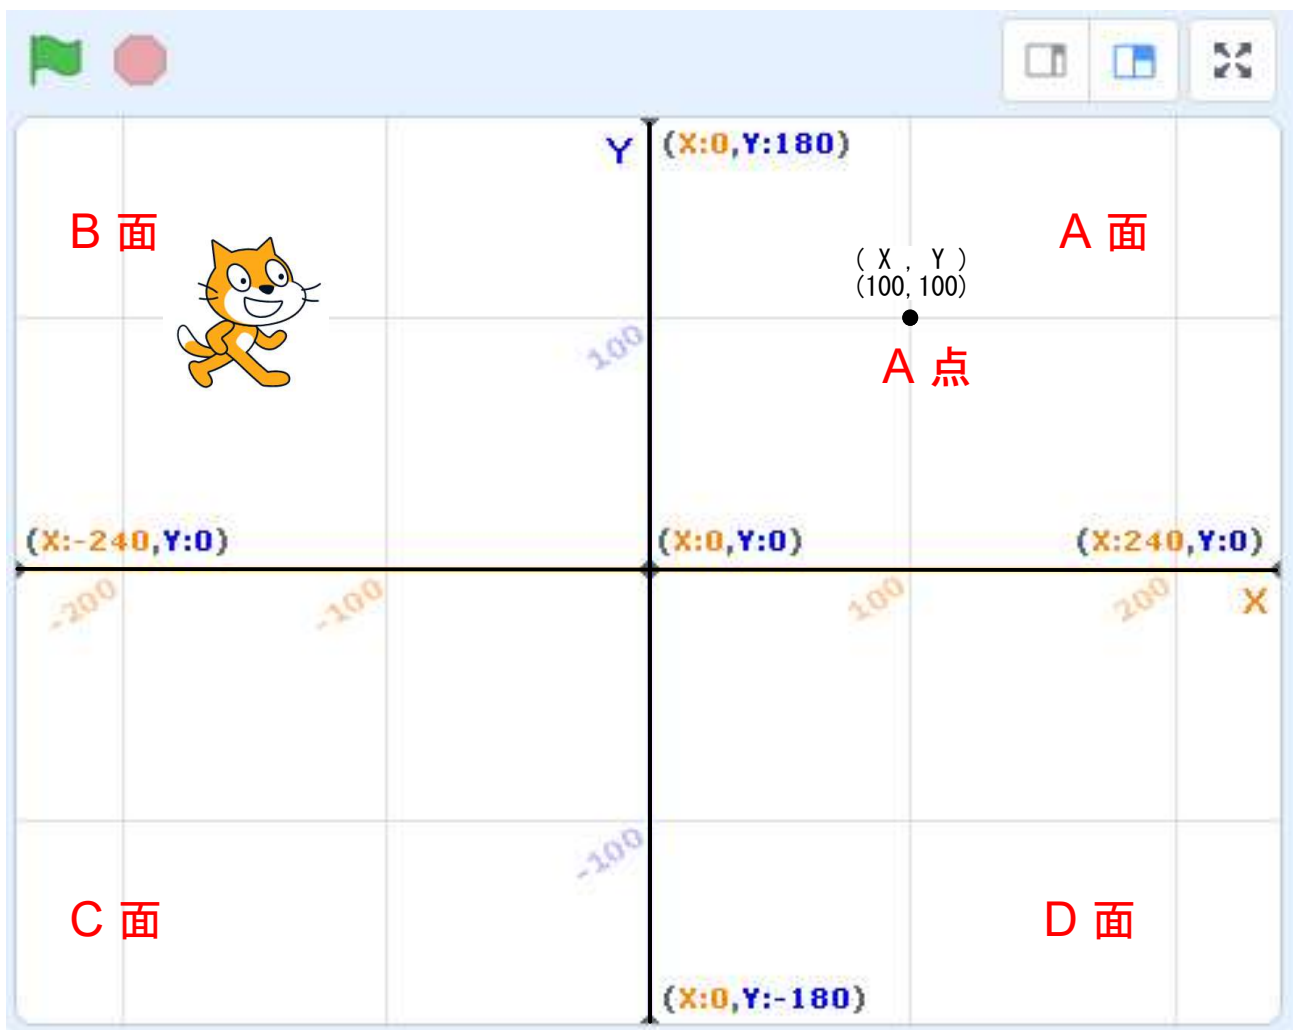 Y
(X:0,Y:180)
B 面
A 面
( X , Y )
(100,100)
100
A 点
(X:-240,Y:0)
(X:0,Y:0)
(X:240,Y:0)
-200
-100
100
200
X
-100
C 面
D 面
(X:0,Y:-180)